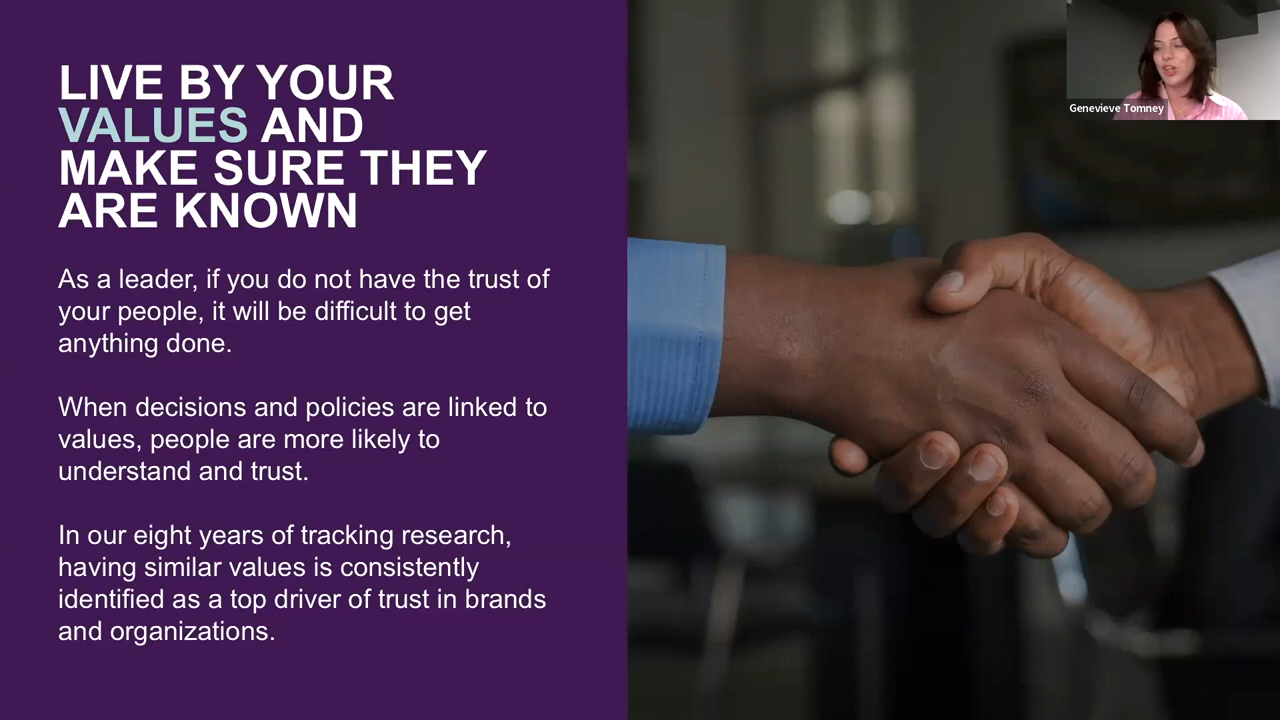 LIVE BY YOUR
VALUES AND
MAKE SURE THEY
ARE KNOWN
As a leader, if you do not have the trust of
your people, it will be difficult to get
anything done.
When decisions and policies are linked to
values, people are more likely to
understand and trust.
In our eight years of tracking research,
having similar values is consistently
identified as a top driver of trust in brands
and organizations.
Genevieve Tomney